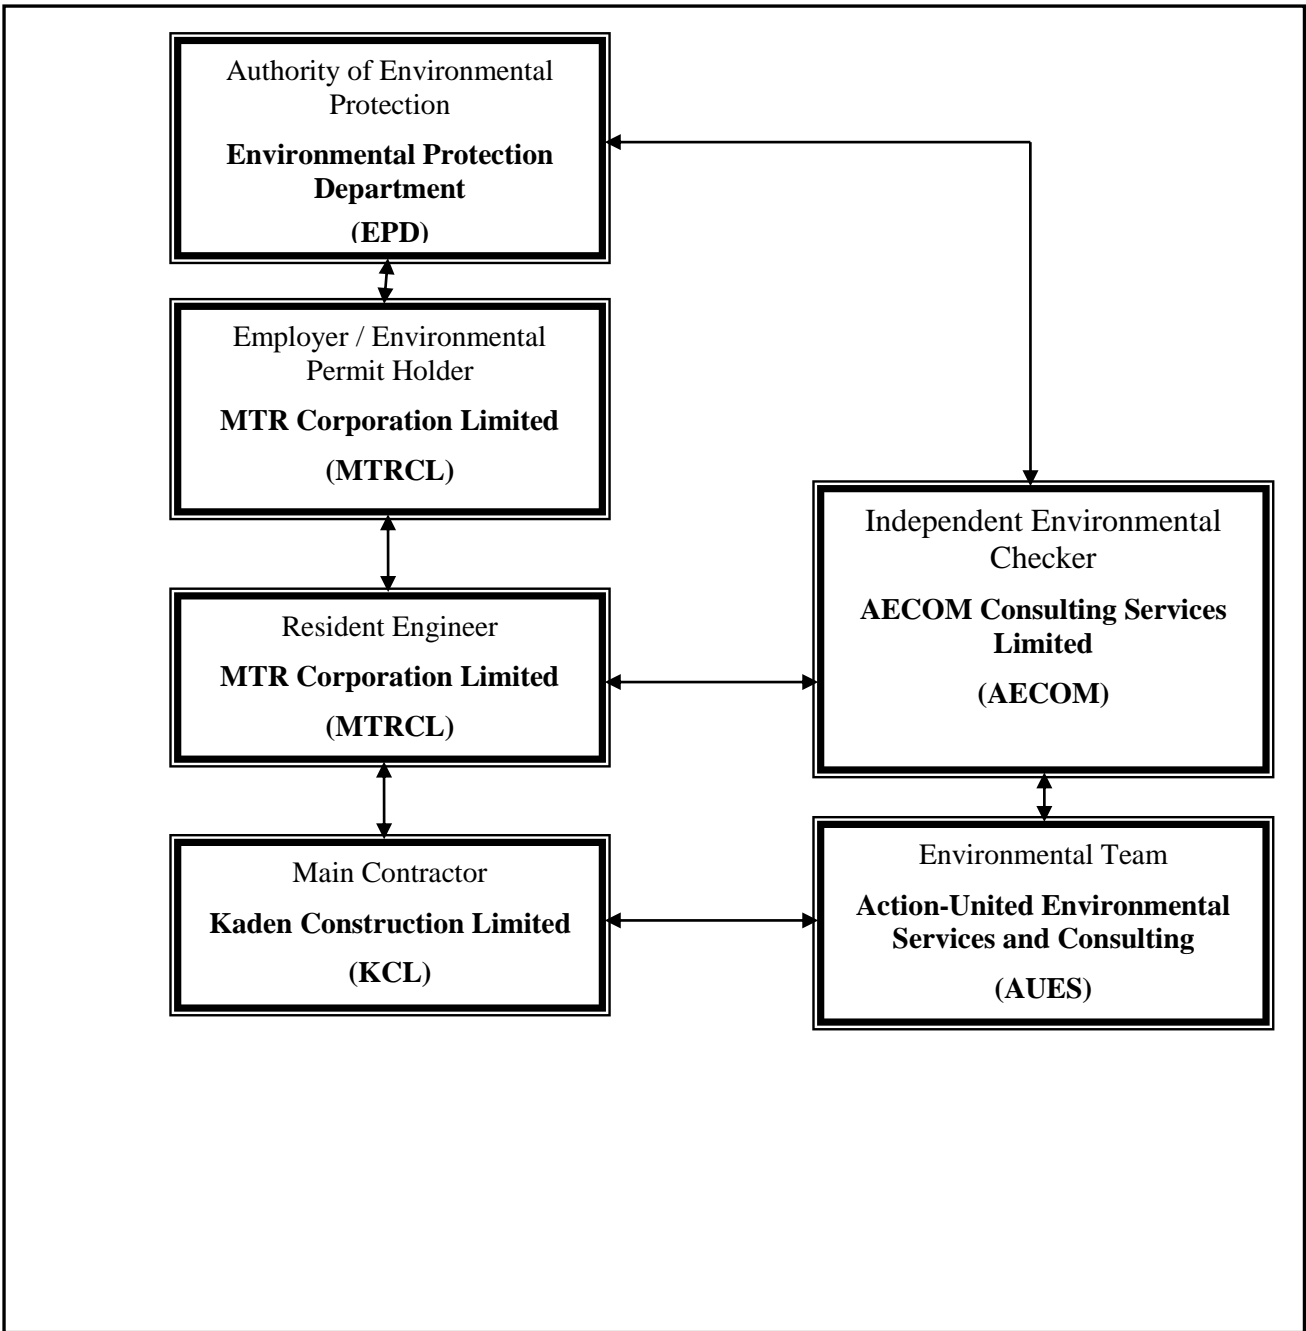 Authority of Environmental
Protection
Environmental Protection
Department
(EPD)
Employer / Environmental
Permit Holder
MTR Corporation Limited
(MTRCL)
Independent Environmental
Checker
AECOM Consulting Services
Limited
(AECOM)
Resident Engineer
MTR Corporation Limited
(MTRCL)
Main Contractor
Kaden Construction Limited
(KCL)
Environmental Team
Action-United Environmental
Services and Consulting
(AUES)